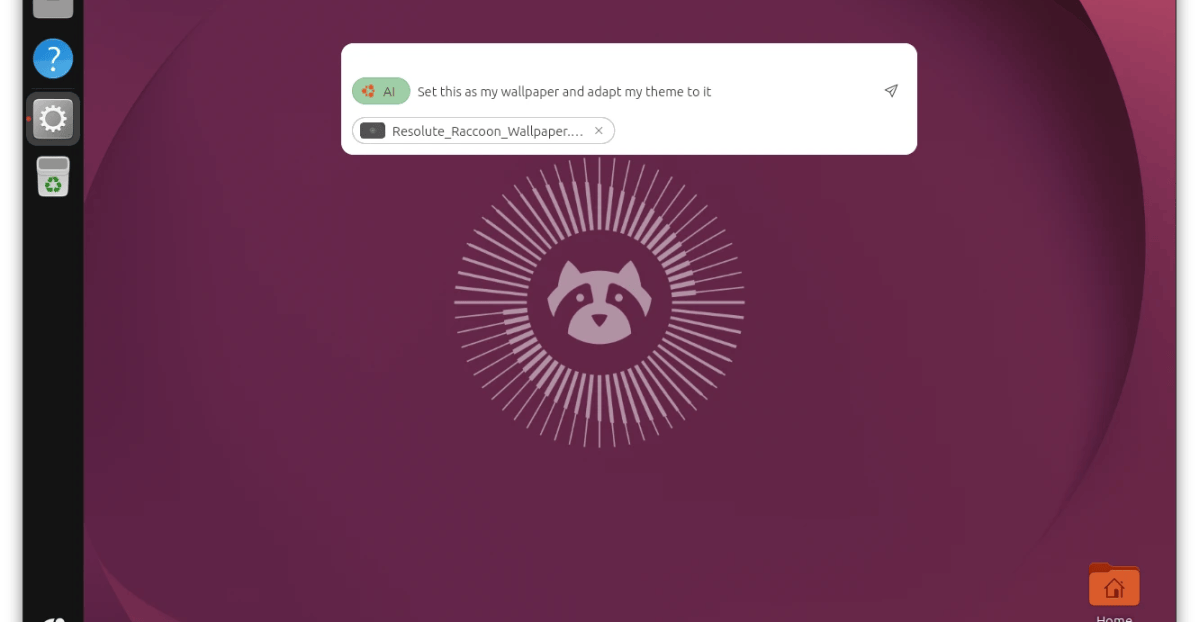 ?
AI Set this as my wallpaper and adapt my theme to it
Resolute_Raccoon_Wallpaper.… ×
Home